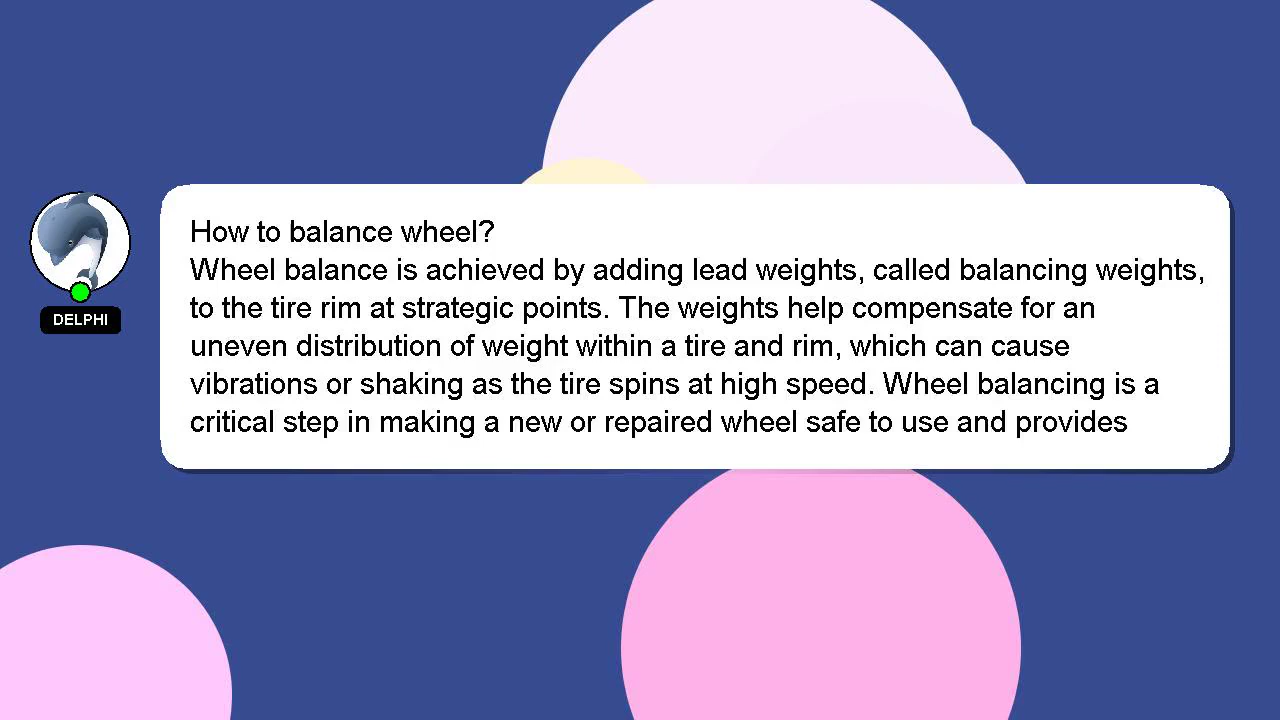 How to balance wheel?
Wheel balance is achieved by adding lead weights, called balancing weights,
to the tire rim at strategic points. The weights help compensate for an
uneven distribution of weight within a tire and rim, which can cause
vibrations or shaking as the tire spins at high speed. Wheel balancing is a
critical step in making a new or repaired wheel safe to use and provides
DELPHI